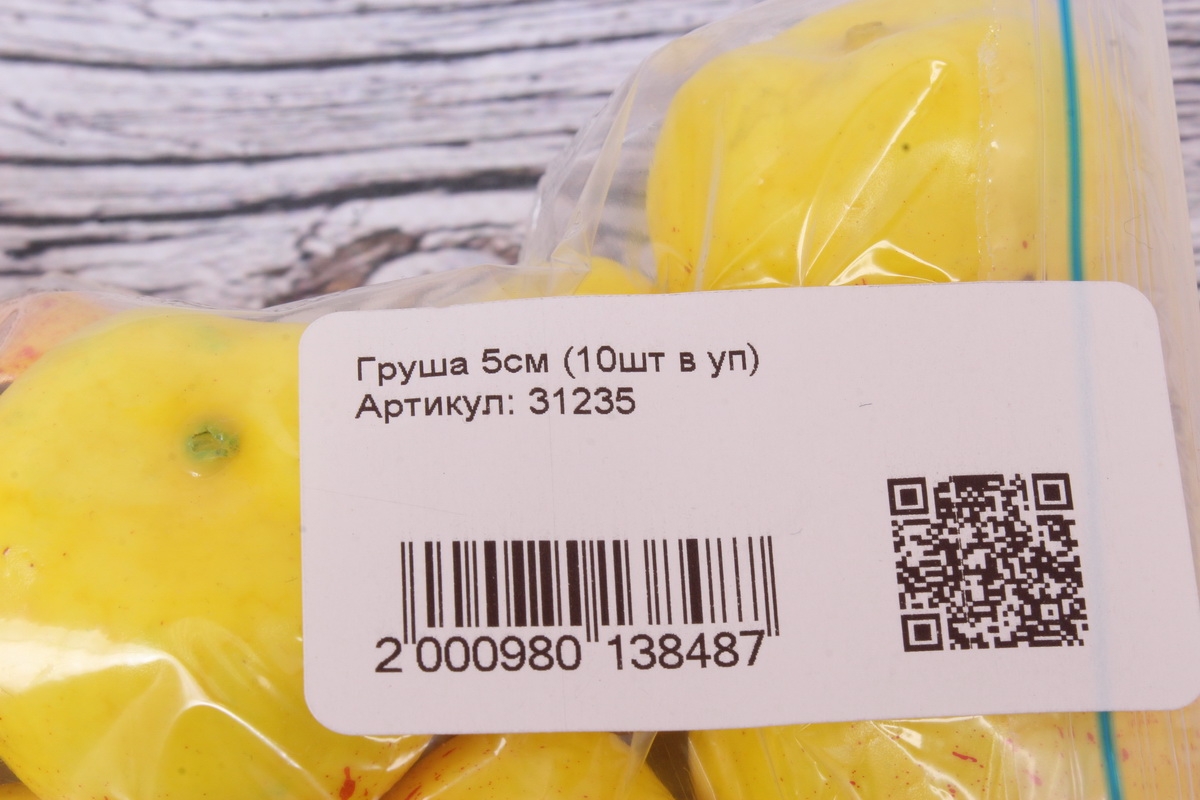 Груша 5см (10шт в уп)
Артикул: 31235
2 000980 138487